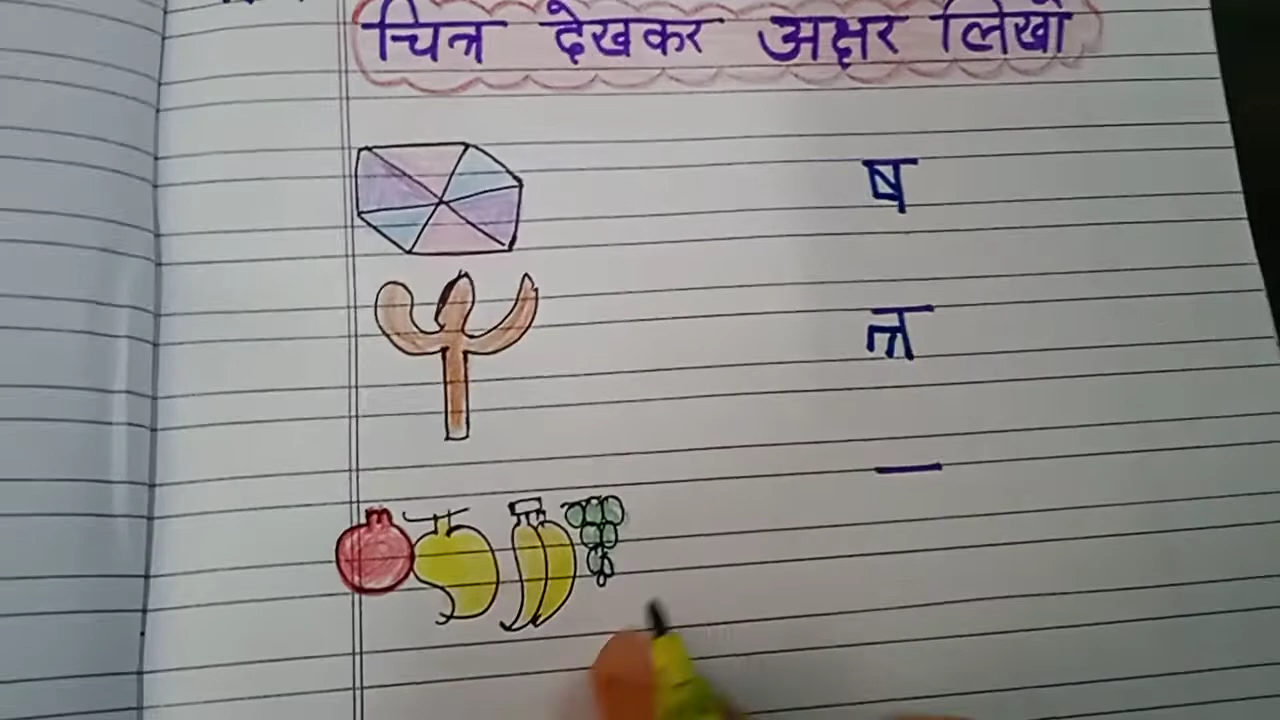 चित्र देखकर अक्षर लिखो
ष
त्र